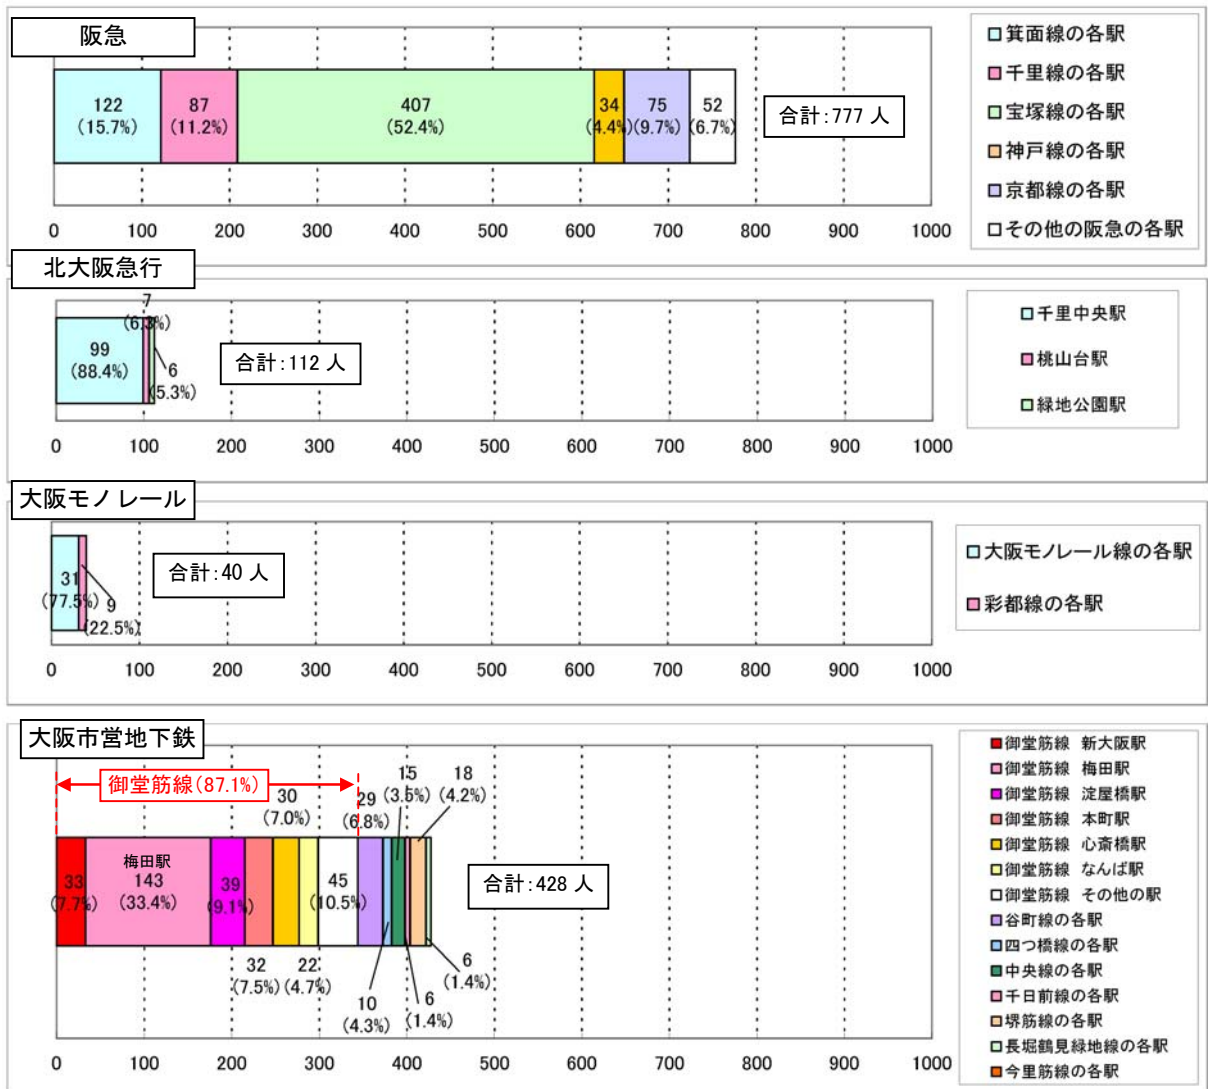 阪急
122
(15.7%)
87
(11.2%)
407
(52.4%)
34
(4.4%)
75
(9.7%)
52
(6.7%)
合計:777 人
0 100 200 300 400 500 600 700 800 900 1000
箕面線の各駅
千里線の各駅
宝塚線の各駅
神戸線の各駅
京都線の各駅
その他の阪急の各駅
北大阪急行
99
(88.4%)
7
(6.3%)
6
(5.3%)
合計:112 人
0 100 200 300 400 500 600 700 800 900 1000
千里中央駅
桃山台駅
緑地公園駅
大阪モノレール
31
(77.5%)
9
(22.5%)
合計:40 人
0 100 200 300 400 500 600 700 800 900 1000
大阪モノレール線の各駅
彩都線の各駅
大阪市営地下鉄
御堂筋線(87.1%)
33
(7.7%)
梅田駅
143
(33.4%)
39
(9.1%)
32
(7.5%)
30
(7.0%)
22
(4.7%)
45
(10.5%)
29
(6.8%)
10
(4.3%)
15
(3.5%)
6
(1.4%)
18
(4.2%)
6
(1.4%)
合計:428 人
0 100 200 300 400 500 600 700 800 900 1000
御堂筋線 新大阪駅
御堂筋線 梅田駅
御堂筋線 淀屋橋駅
御堂筋線 本町駅
御堂筋線 心斎橋駅
御堂筋線 なんば駅
御堂筋線 その他の駅
谷町線の各駅
四つ橋線の各駅
中央線の各駅
千日前線の各駅
堺筋線の各駅
長堀鶴見緑地線の各駅
今里筋線の各駅